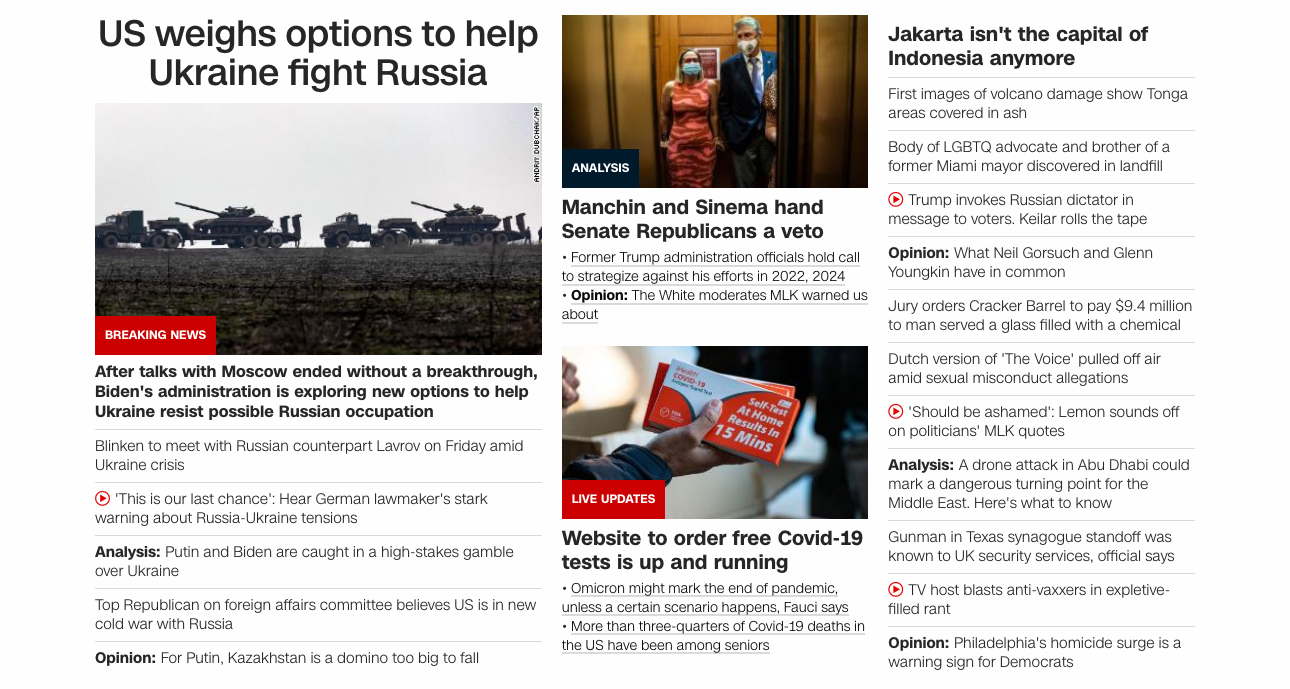 US weighs options to help
Ukraine fight Russia
ANDRIY DUBCHAK/AP
BREAKING NEWS
After talks with Moscow ended without a breakthrough,
Biden's administration is exploring new options to help
Ukraine resist possible Russian occupation
Blinken to meet with Russian counterpart Lavrov on Friday amid
Ukraine crisis
'This is our last chance': Hear German lawmaker's stark
warning about Russia-Ukraine tensions
Analysis: Putin and Biden are caught in a high-stakes gamble
over Ukraine
Top Republican on foreign affairs committee believes US is in new
cold war with Russia
Opinion: For Putin, Kazakhstan is a domino too big to fall
ANALYSIS
Manchin and Sinema hand
Senate Republicans a veto
• Former Trump administration officials hold call
to strategize against his efforts in 2022, 2024
• Opinion: The White moderates MLK warned us
about
iHealth
COVID-19
Antigen Rapid Test
Self-Test
At Home
Results In
15 Mins
LIVE UPDATES
Website to order free Covid-19
tests is up and running
• Omicron might mark the end of pandemic,
unless a certain scenario happens, Fauci says
• More than three-quarters of Covid-19 deaths in
the US have been among seniors
Jakarta isn't the capital of
Indonesia anymore
First images of volcano damage show Tonga
areas covered in ash
Body of LGBTQ advocate and brother of a
former Miami mayor discovered in landfill
Trump invokes Russian dictator in
message to voters. Keilar rolls the tape
Opinion: What Neil Gorsuch and Glenn
Youngkin have in common
Jury orders Cracker Barrel to pay $9.4 million
to man served a glass filled with a chemical
Dutch version of 'The Voice' pulled off air
amid sexual misconduct allegations
'Should be ashamed': Lemon sounds off
on politicians' MLK quotes
Analysis: A drone attack in Abu Dhabi could
mark a dangerous turning point for the
Middle East. Here's what to know
Gunman in Texas synagogue standoff was
known to UK security services, official says
TV host blasts anti-vaxxers in expletive-
filled rant
Opinion: Philadelphia's homicide surge is a
warning sign for Democrats